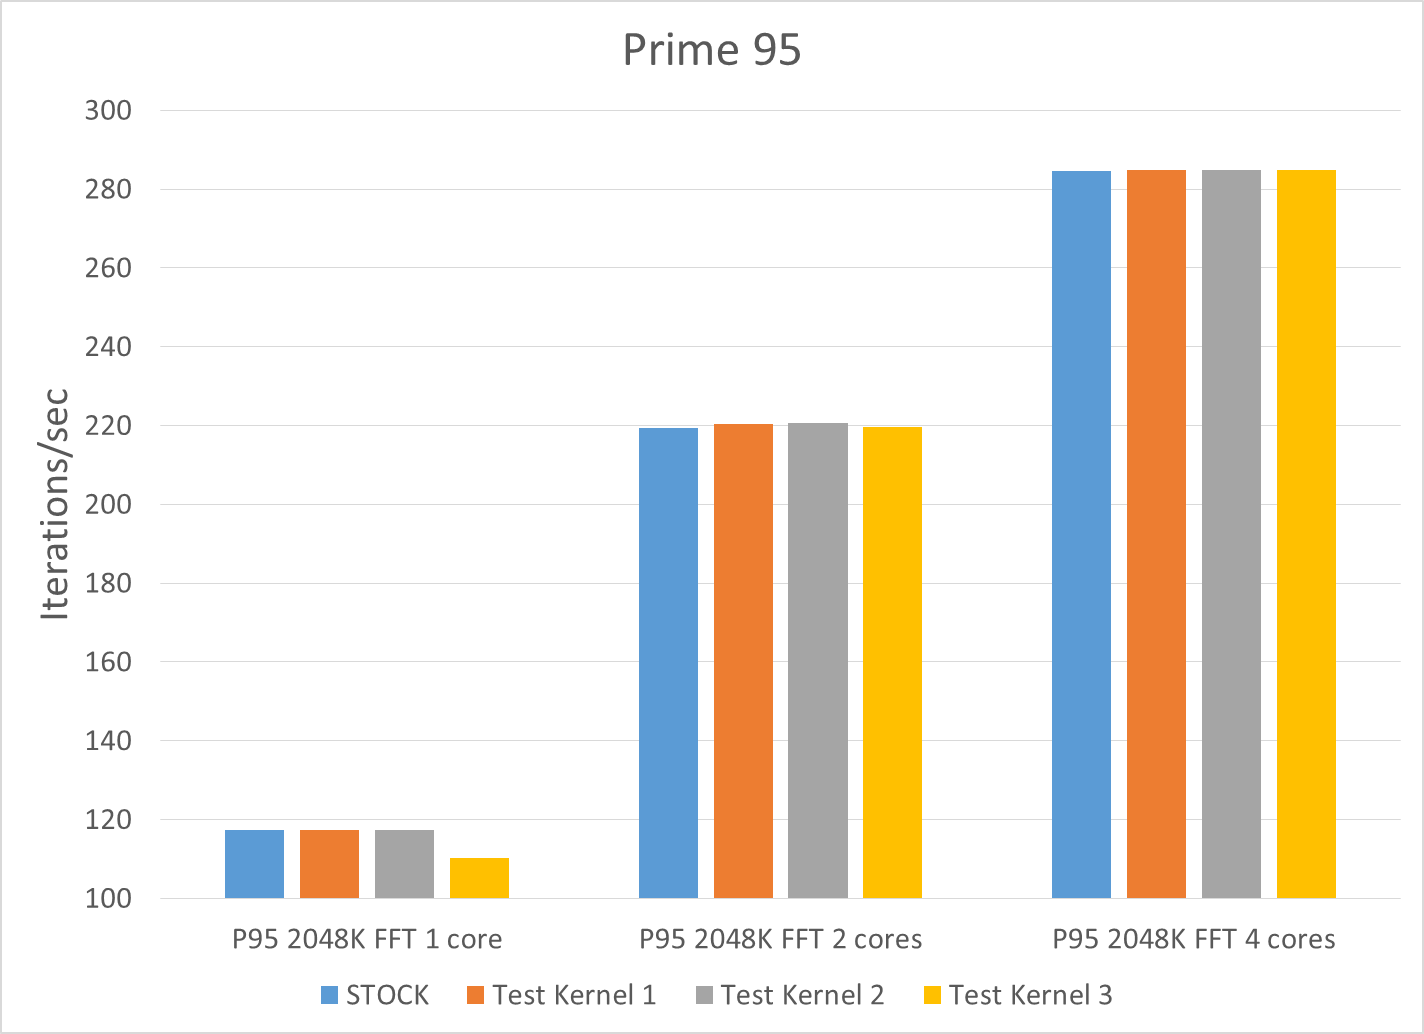 Prime 95
Iterations/sec
300
280
260
240
220
200
180
160
140
120
100
P95 2048K FFT 1 core
P95 2048K FFT 2 cores
P95 2048K FFT 4 cores
STOCK
Test Kernel 1
Test Kernel 2
Test Kernel 3